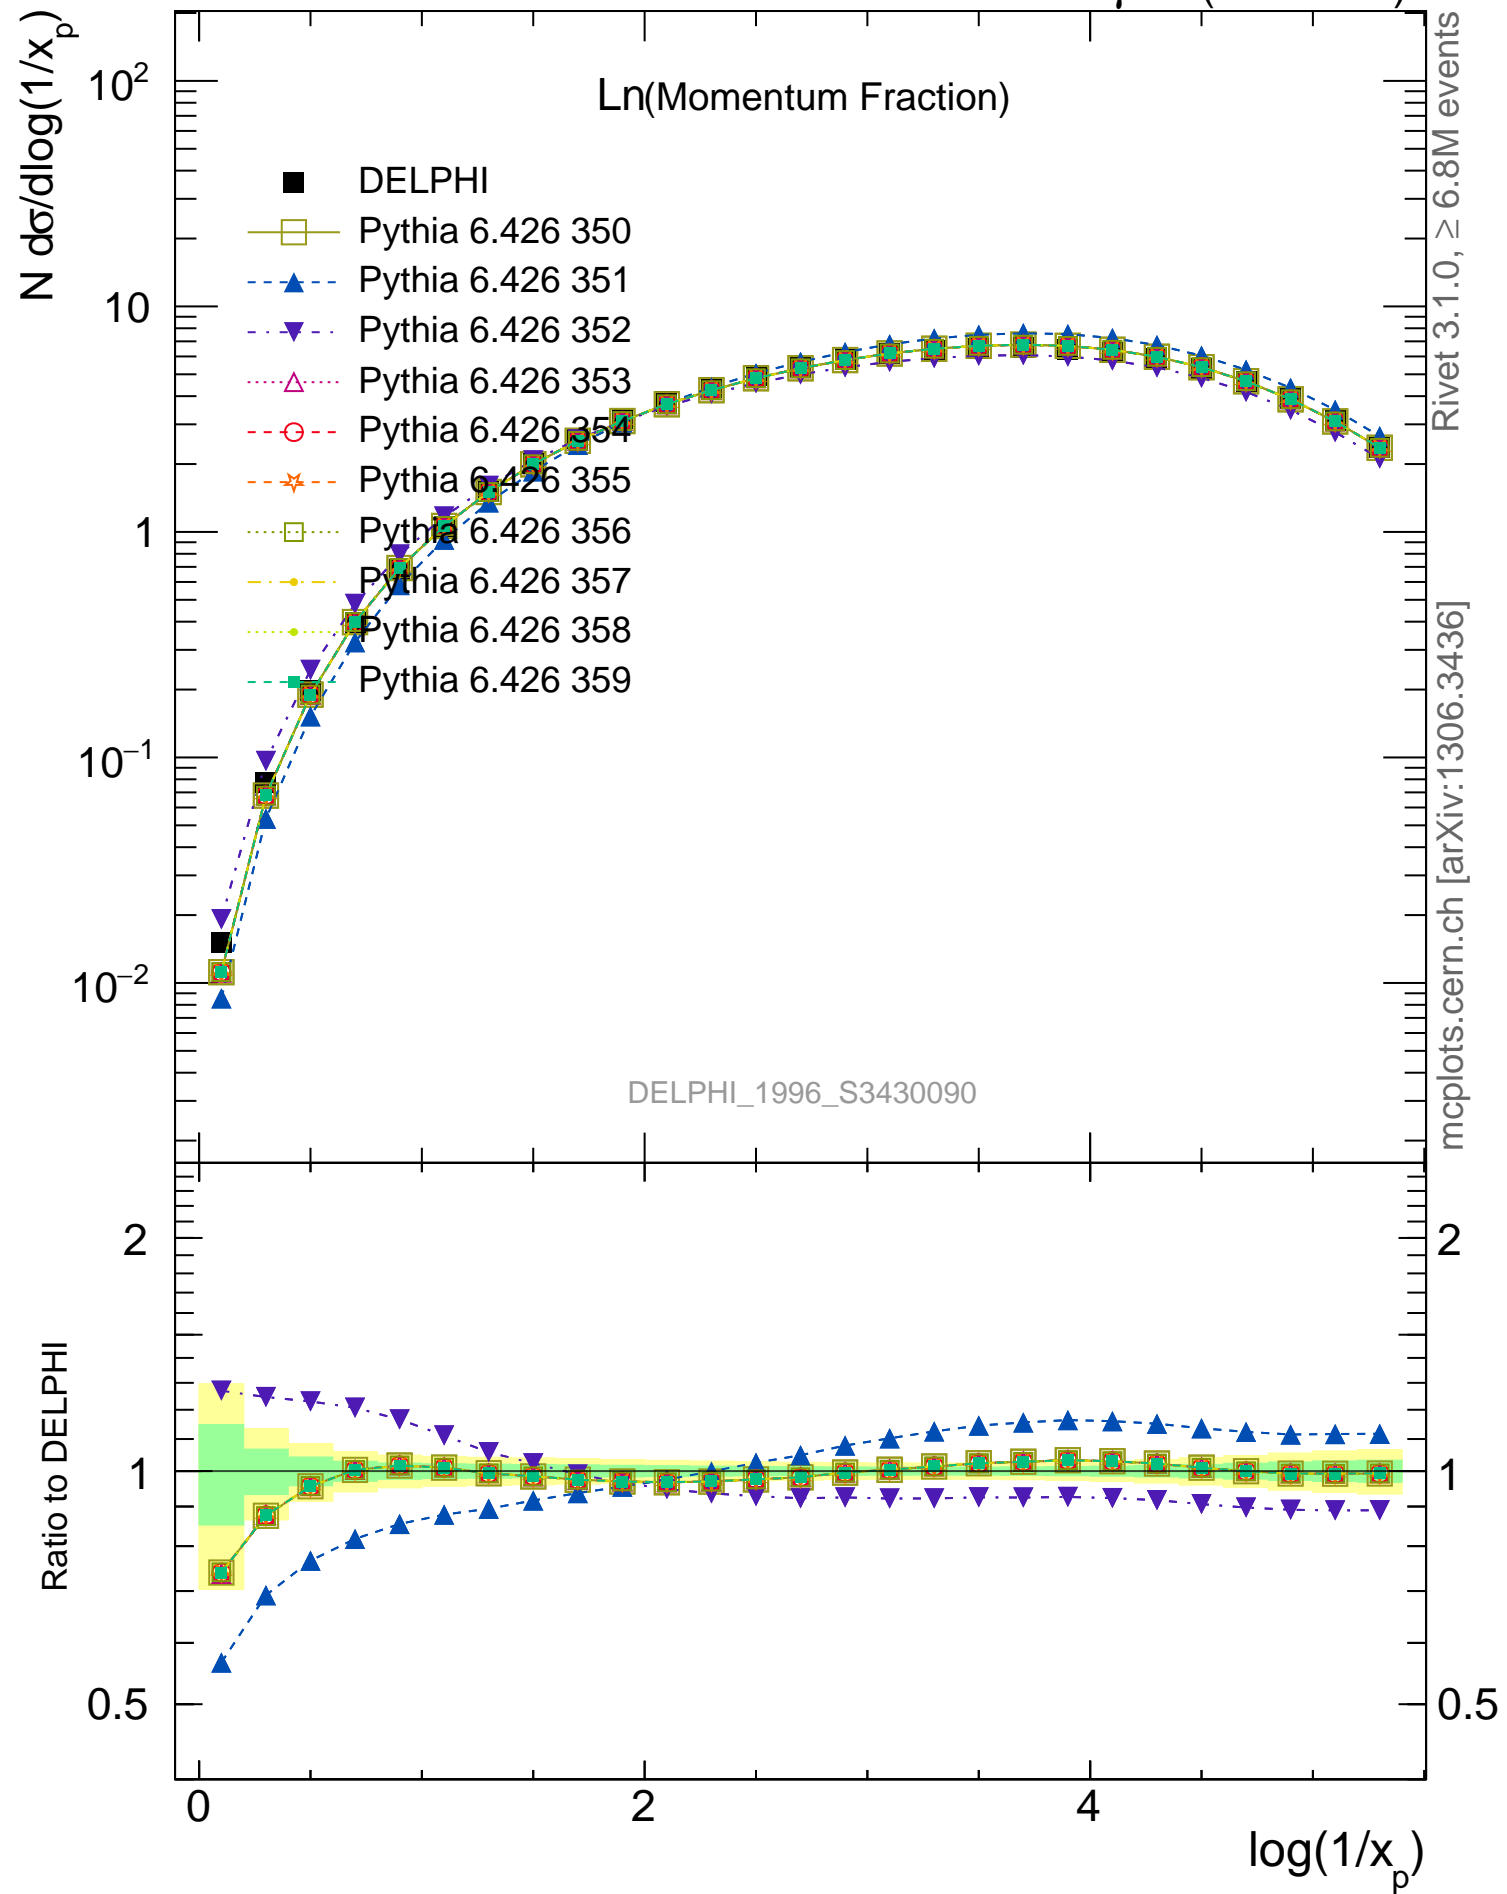 N dσ/dlog(1/x_p)
Ln(Momentum Fraction)
10^2
10
1
10^−1
10^−2
DELPHI
Pythia 6.426 350
Pythia 6.426 351
Pythia 6.426 352
Pythia 6.426 353
Pythia 6.426 354
Pythia 6.426 355
Pythia 6.426 356
Pythia 6.426 357
Pythia 6.426 358
Pythia 6.426 359
DELPHI_1996_S3430090
Rivet 3.1.0, ≥ 6.8M events
mcplots.cern.ch [arXiv:1306.3436]
Ratio to DELPHI
2
1
0.5
2
1
0.5
0
2
4
log(1/x_p)